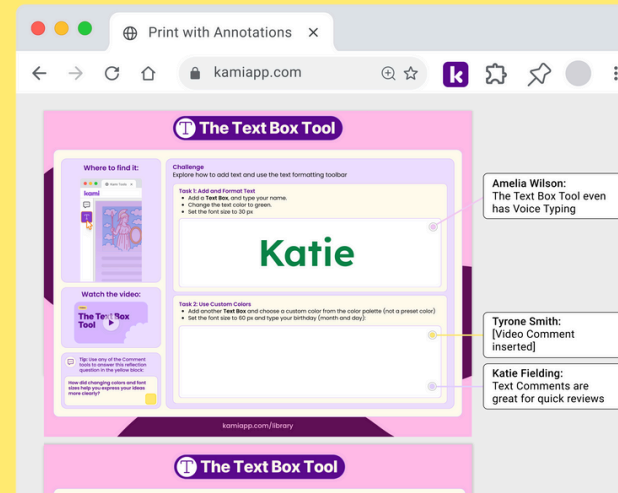 Print with Annotations
kamiapp.com
k
T The Text Box Tool
Where to find it:
kami
T
Watch the video:
The Text Box
Tool
Tip: Use any of the Comment
tools to answer this reflection
question in the yellow block:
How did changing colors and font
sizes help you express your ideas
more clearly?
Challenge
Explore how to add text and use the text formatting toolbar
Task 1: Add and Format Text
Add a Text Box, and type your name.
Change the text color to green.
Set the font size to 30 px
Katie
Task 2: Use Custom Colors
Add another Text Box and choose a custom color from the color palette (not a preset color)
Set the font size to 60 px and type your birthday (month and day):
kamiapp.com/library
Amelia Wilson:
The Text Box Tool even
has Voice Typing
Tyrone Smith:
[Video Comment
inserted]
Katie Fielding:
Text Comments are
great for quick reviews
T The Text Box Tool